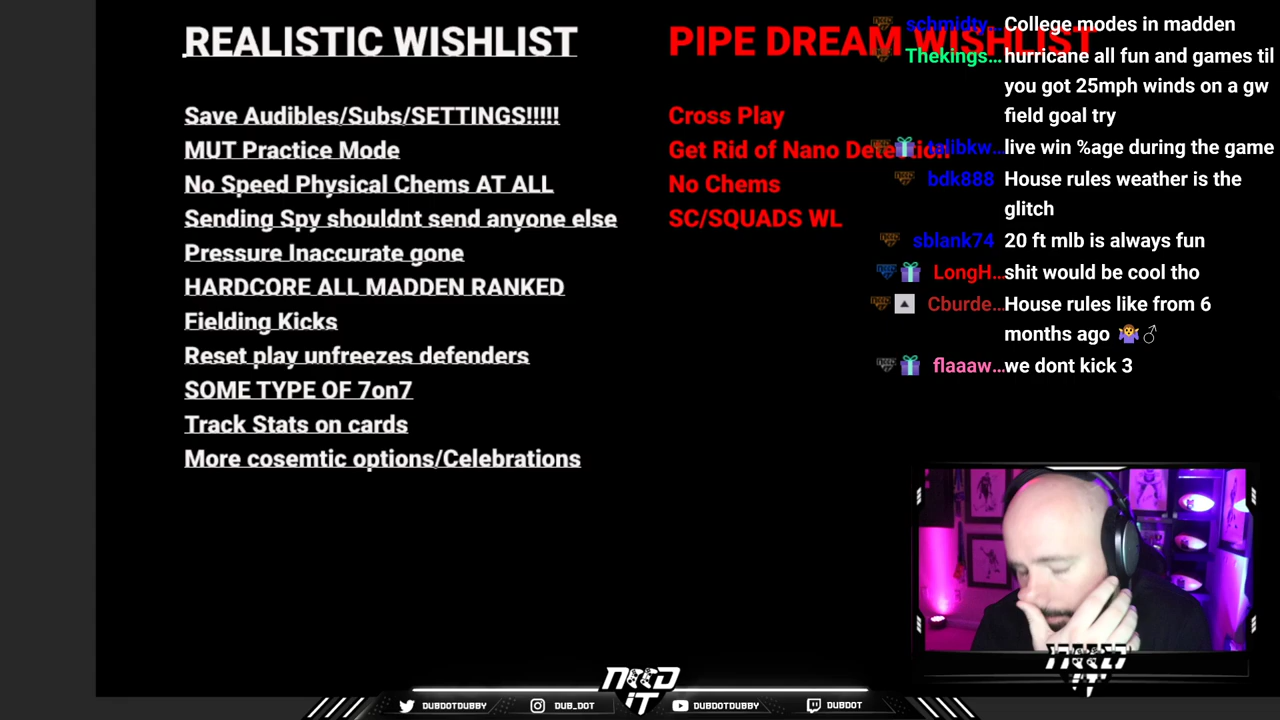 REALISTIC WISHLIST
Save Audibles/Subs/SETTINGS!!!!!
MUT Practice Mode
No Speed Physical Chems AT ALL
Sending Spy shouldnt send anyone else
Pressure Inaccurate gone
HARDCORE ALL MADDEN RANKED
Fielding Kicks
Reset play unfreezes defenders
SOME TYPE OF 7on7
Track Stats on cards
More cosemtic options/Celebrations
PIPE DREAM WISHLIST
Cross Play
Get Rid of Nano Detection
No Chems
SC/SQUADS WL
schmidty… College modes in madden
Thekings… hurricane all fun and games til
you got 25mph winds on a gw
field goal try
talibkw… live win %age during the game
bdk888 House rules weather is the
glitch
sblank74 20 ft mlb is always fun
LongH… shit would be cool tho
Cburde… House rules like from 6
months ago 🤷‍♂
flaaaw… we dont kick 3
NEED
IT
DUBDOTDUBBY
DUB_DOT
DUBDOTDUBBY
DUBDOT